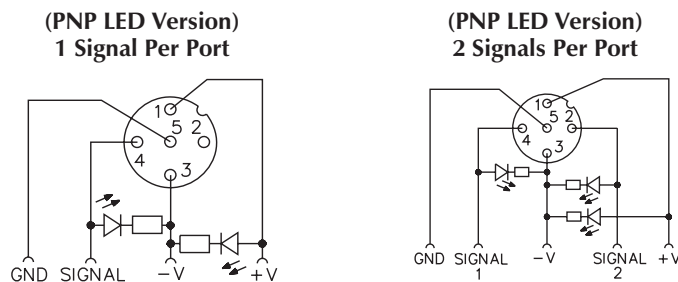 (PNP LED Version)
1 Signal Per Port
1
5 2
4
3
GND SIGNAL -V +V
(PNP LED Version)
2 Signals Per Port
1
5 2
4
3
GND SIGNAL 1 -V SIGNAL 2 +V